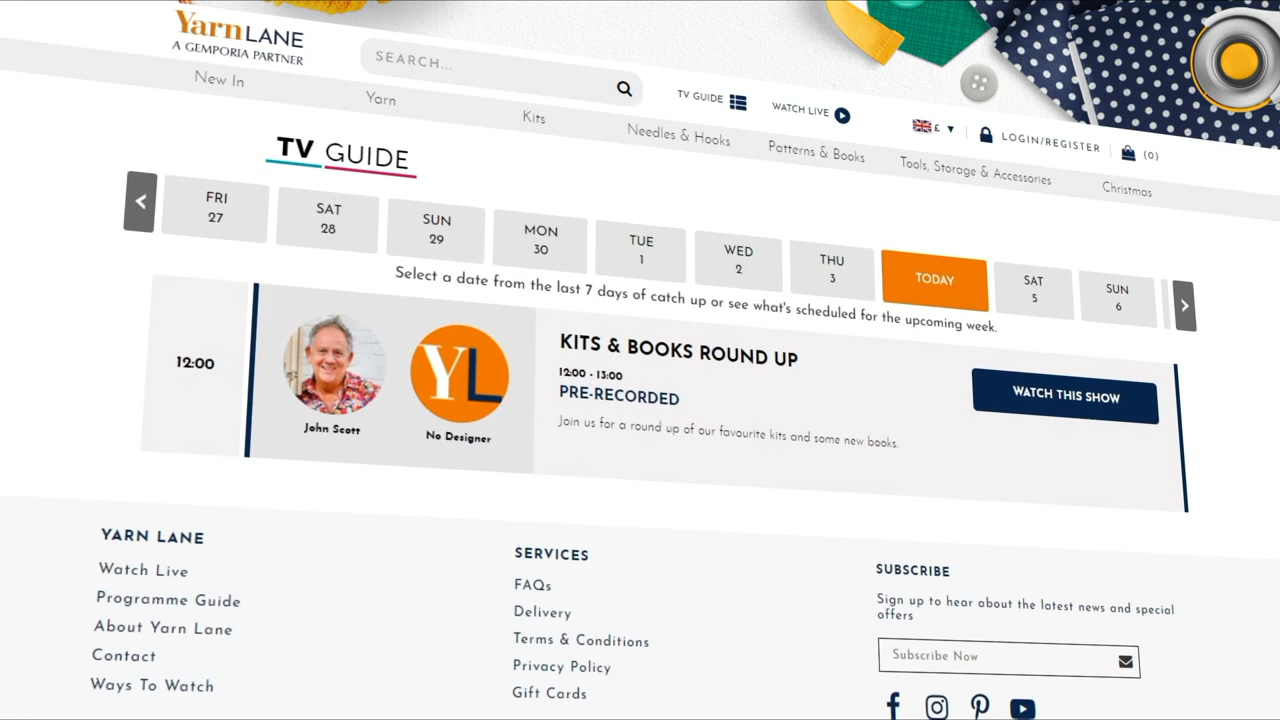 Yarn LANE
A GEMPORIA PARTNER
SEARCH...
TV GUIDE
WATCH LIVE
£
LOGIN/REGISTER
(0)
New In
Yarn
Kits
Needles & Hooks
Patterns & Books
Tools, Storage & Accessories
Christmas
TV GUIDE
<
FRI
27
SAT
28
SUN
29
MON
30
TUE
1
WED
2
THU
3
TODAY
SAT
5
SUN
6
>
Select a date from the last 7 days of catch up or see what's scheduled for the upcoming week.
12:00
YL
John Scott
No Designer
KITS & BOOKS ROUND UP
12:00 - 13:00
PRE-RECORDED
Join us for a round up of our favourite kits and some new books.
WATCH THIS SHOW
YARN LANE
Watch Live
Programme Guide
About Yarn Lane
Contact
Ways To Watch
SERVICES
FAQs
Delivery
Terms & Conditions
Privacy Policy
Gift Cards
SUBSCRIBE
Sign up to hear about the latest news and special
offers
Subscribe Now